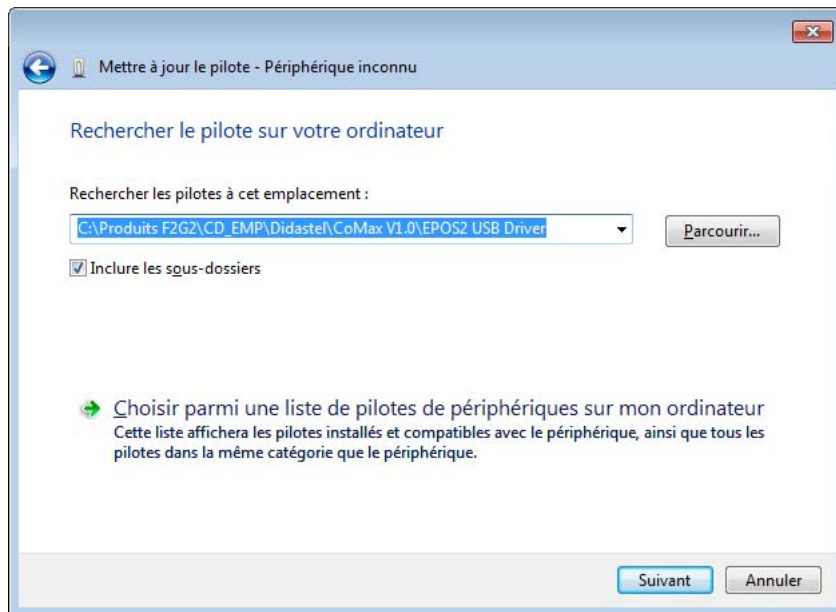 Mettre à jour le pilote - Périphérique inconnu
Rechercher le pilote sur votre ordinateur
Rechercher les pilotes à cet emplacement :
C:\Produits F2G2\CD_EMP\Didastel\CoMax V1.0\EPOS2 USB Driver
Parcourir...
Inclure les sous-dossiers
Choisir parmi une liste de pilotes de périphériques sur mon ordinateur
Cette liste affichera les pilotes installés et compatibles avec le périphérique, ainsi que tous les
pilotes dans la même catégorie que le périphérique.
Suivant
Annuler